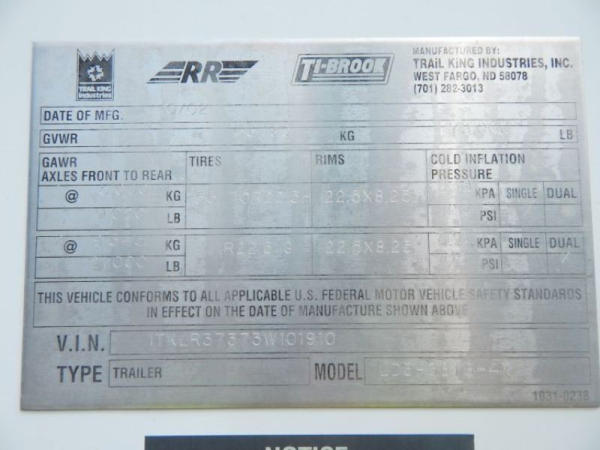 TRAIL KING
Industries
RR
TI-BROOK
MANUFACTURED BY:
TRAIL KING INDUSTRIES, INC.
WEST FARGO, ND 58078
(701) 282-3013
DATE OF MFG.
GVWR KG LB
GAWR TIRES RIMS COLD INFLATION
AXLES FRONT TO REAR PRESSURE
@ KG 22.5X8.25 KPA SINGLE DUAL
LB PSI
@ KG 22.5X8.25 KPA SINGLE DUAL
LB PSI
THIS VEHICLE CONFORMS TO ALL APPLICABLE U.S. FEDERAL MOTOR VEHICLE SAFETY STANDARDS
IN EFFECT ON THE DATE OF MANUFACTURE SHOWN ABOVE
V.I.N.
TYPE TRAILER MODEL
1031-0238
NOTICE